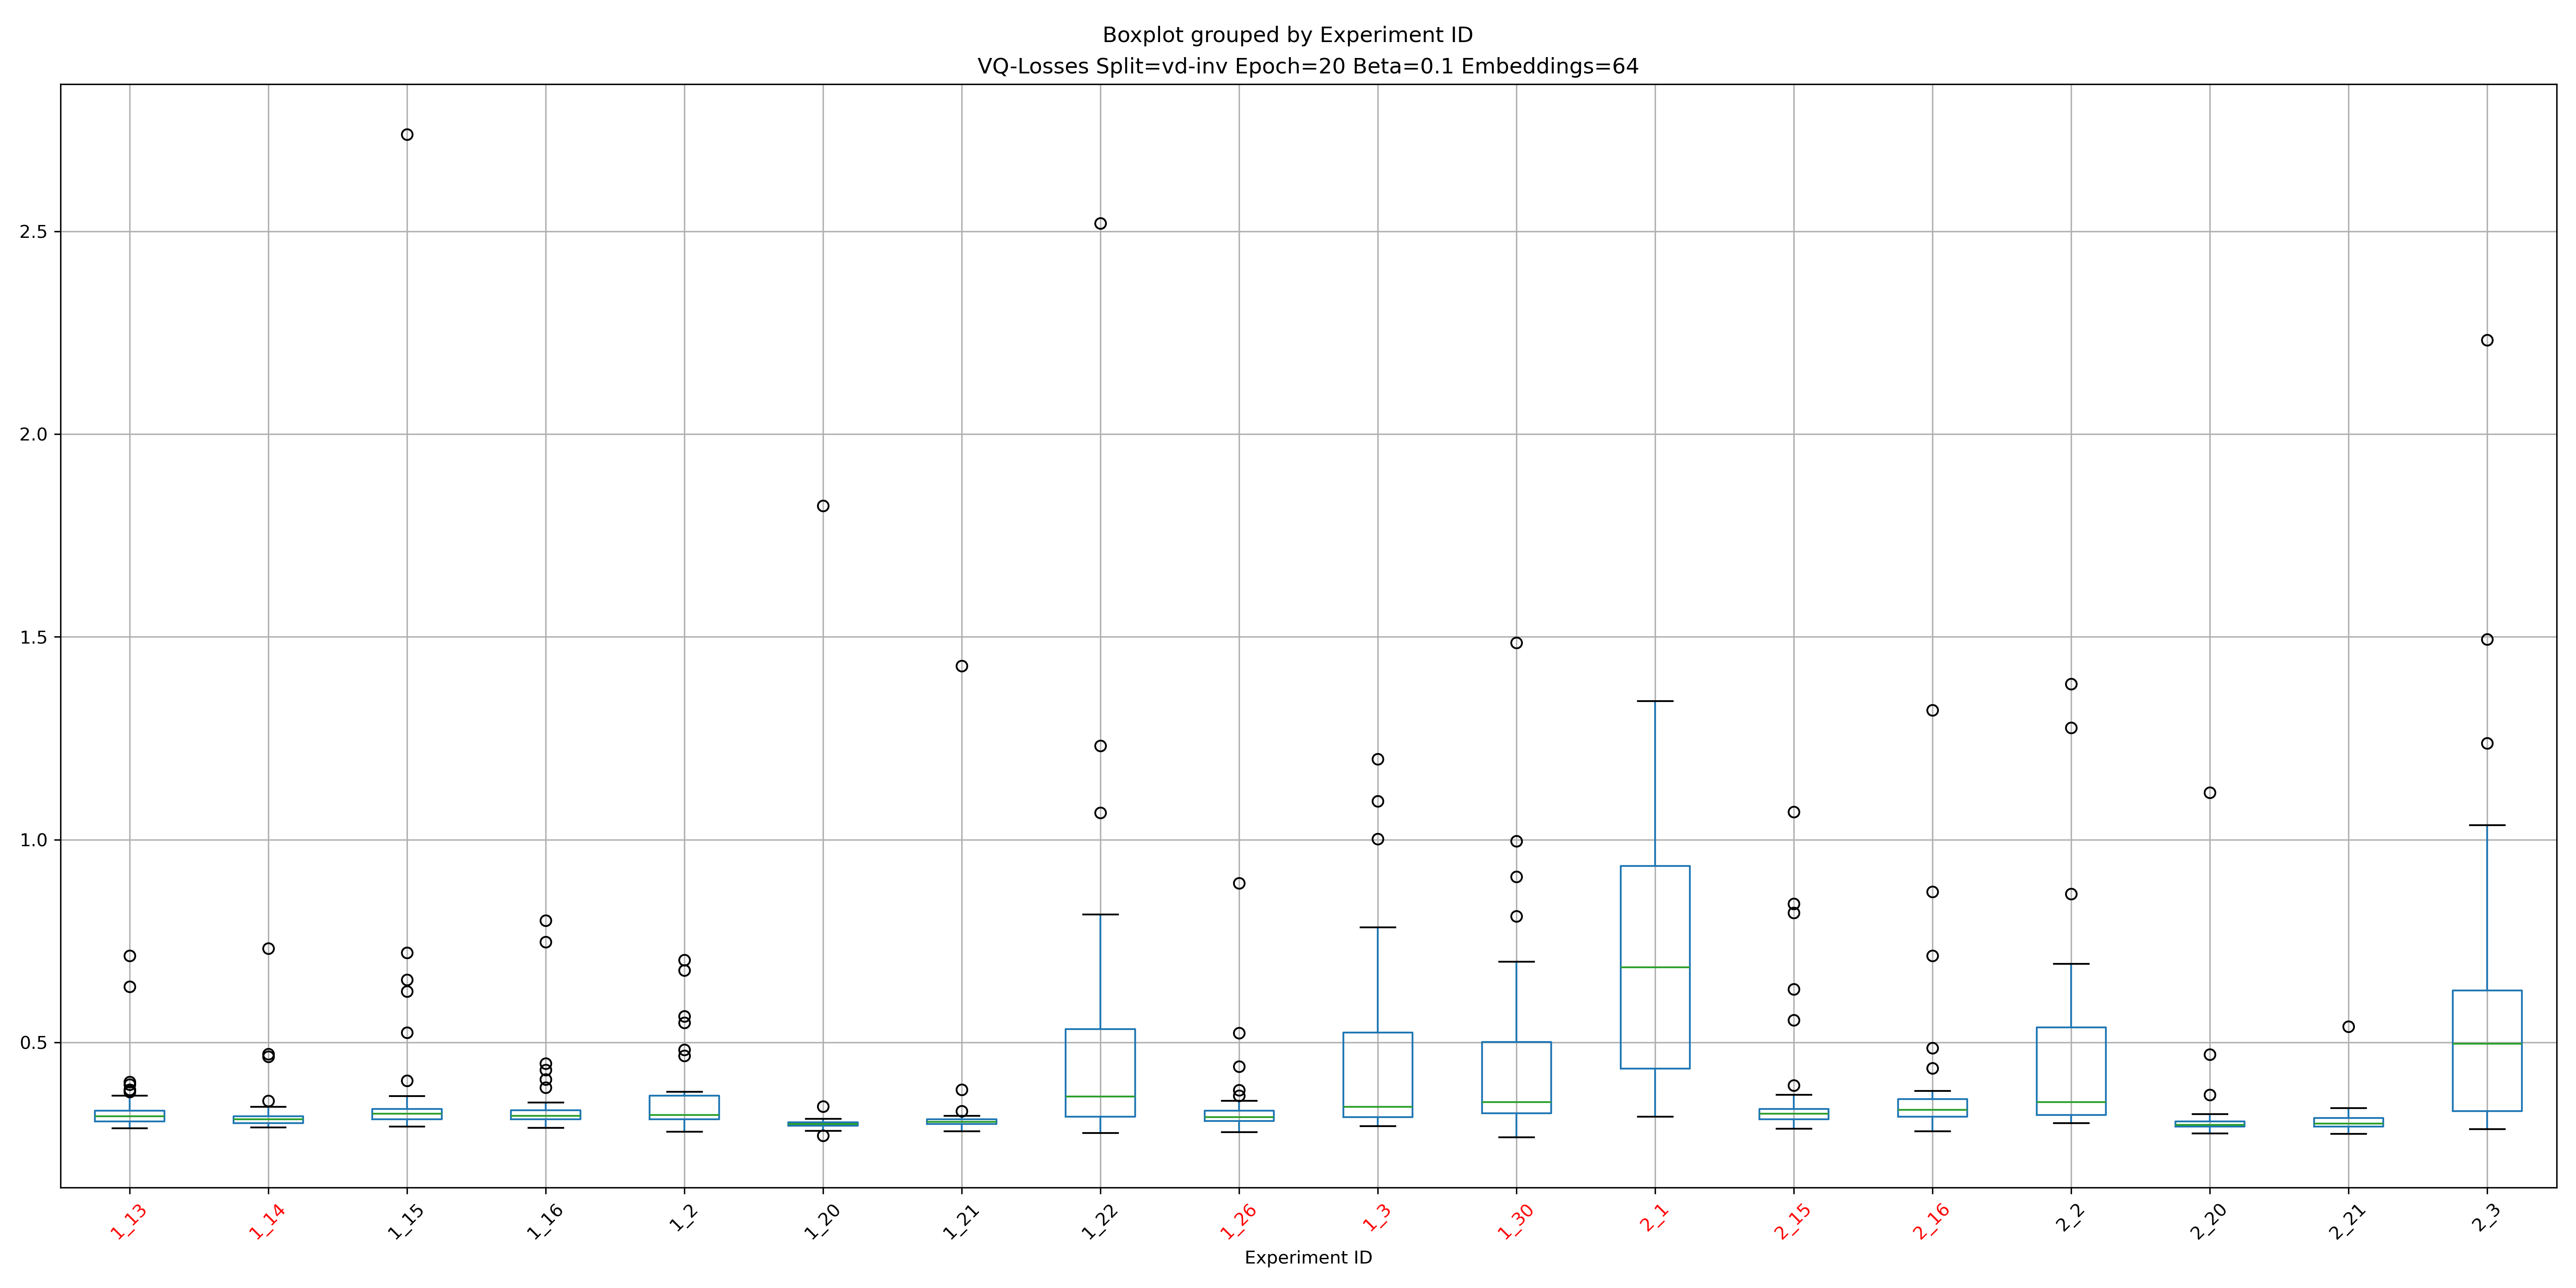 Boxplot grouped by Experiment ID
VQ-Losses Split=vd-inv Epoch=20 Beta=0.1 Embeddings=64
2.5
2.0
1.5
1.0
0.5
1_13 1_14 1_15 1_16 1_2 1_20 1_21 1_22 1_26 1_3 1_30 2_1 2_15 2_16 2_2 2_20 2_21 2_3
Experiment ID